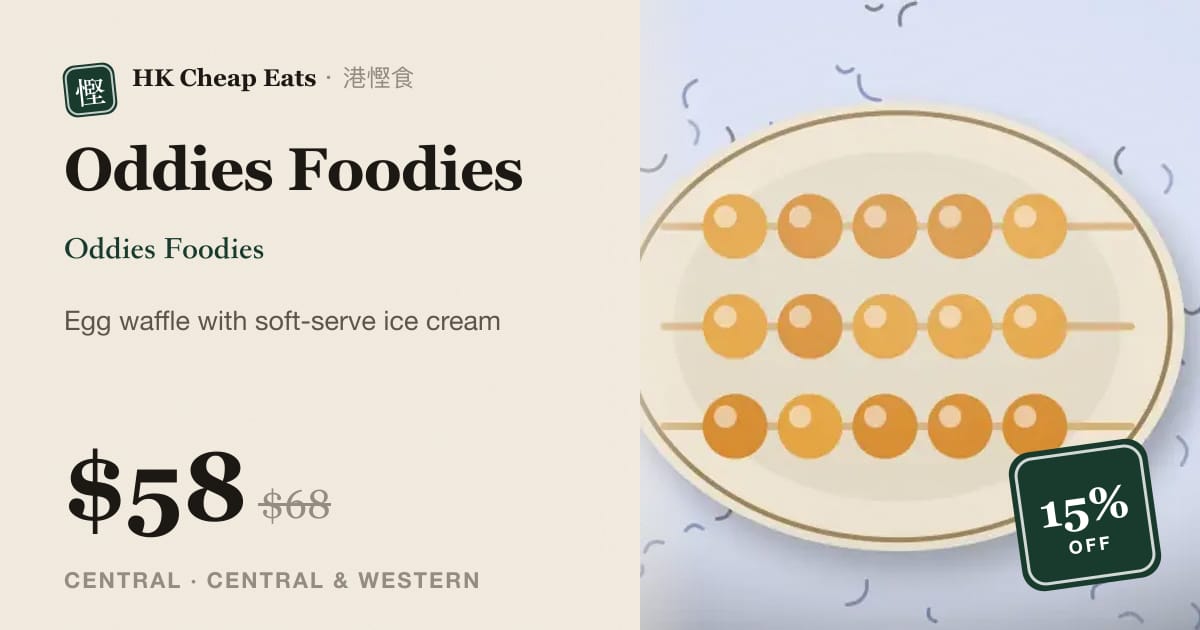 慳
HK Cheap Eats · 港慳食
Oddies Foodies
Oddies Foodies
Egg waffle with soft-serve ice cream
$58 $68
CENTRAL · CENTRAL & WESTERN
15%
OFF